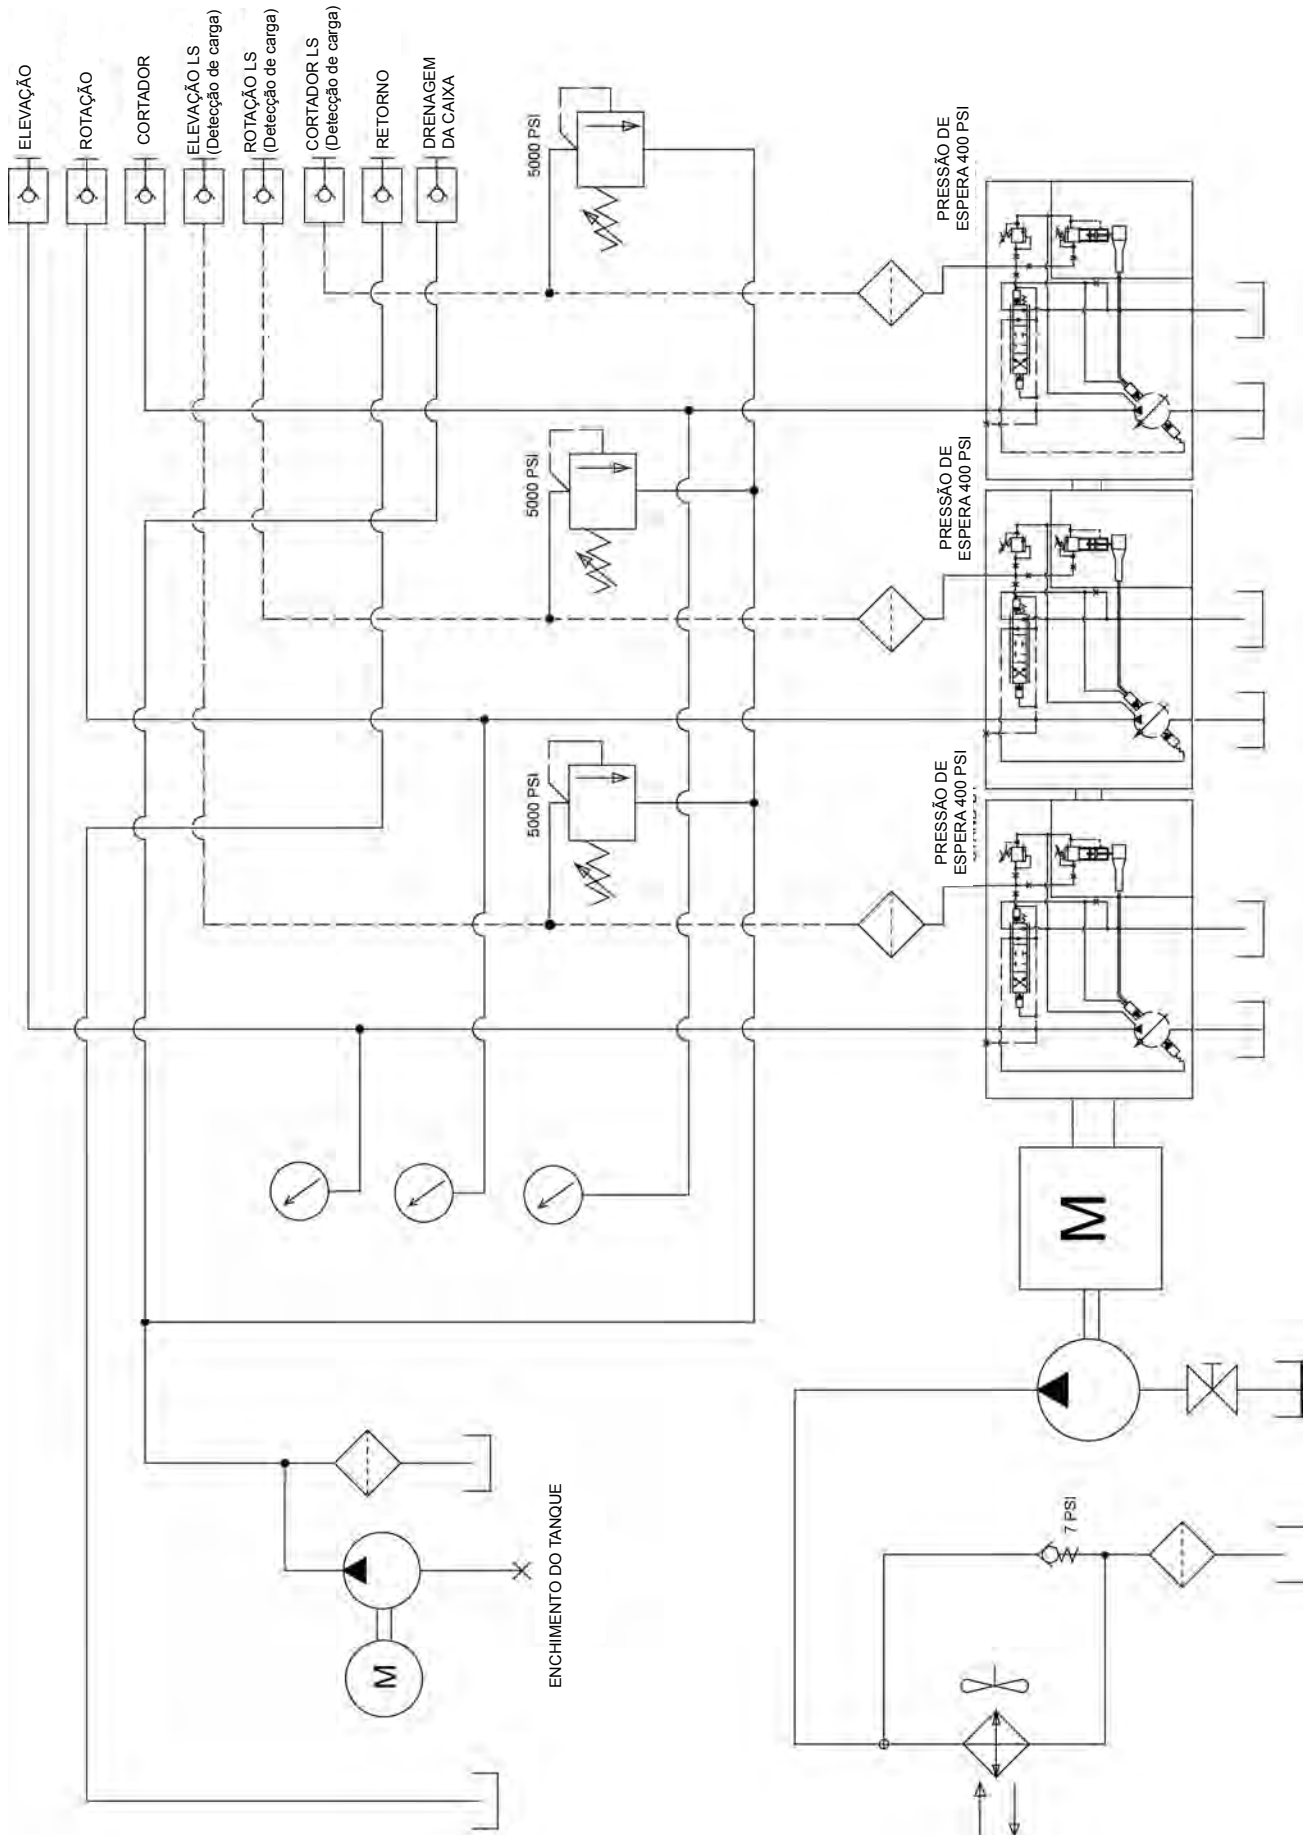 ELEVAÇÃO
ROTAÇÃO
CORTADOR
ELEVAÇÃO LS
(Detecção de carga)
ROTAÇÃO LS
(Detecção de carga)
CORTADOR LS
(Detecção de carga)
RETORNO
DRENAGEM
DA CAIXA
5000 PSI
PRESSÃO DE
ESPERA 400 PSI
5000 PSI
PRESSÃO DE
ESPERA 400 PSI
5000 PSI
PRESSÃO DE
ESPERA 400 PSI
M
7 PSI
ENCHIMENTO DO TANQUE
M